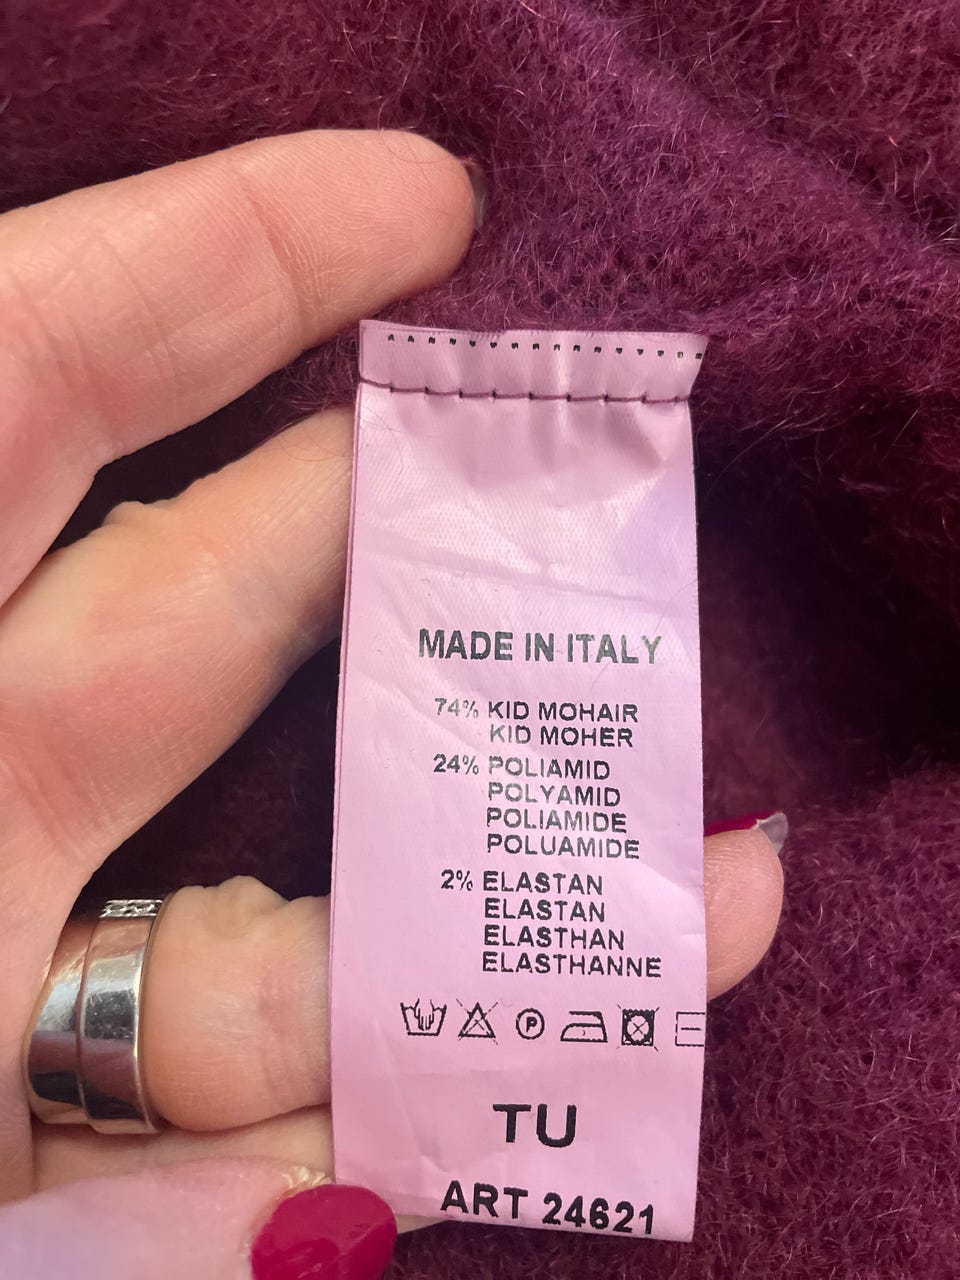 MADE IN ITALY
74% KID MOHAIR
KID MOHER
24% POLIAMID
POLYAMID
POLIAMIDE
POLUAMIDE
2% ELASTAN
ELASTAN
ELASTHAN
ELASTHANNE
P
TU
ART 24621